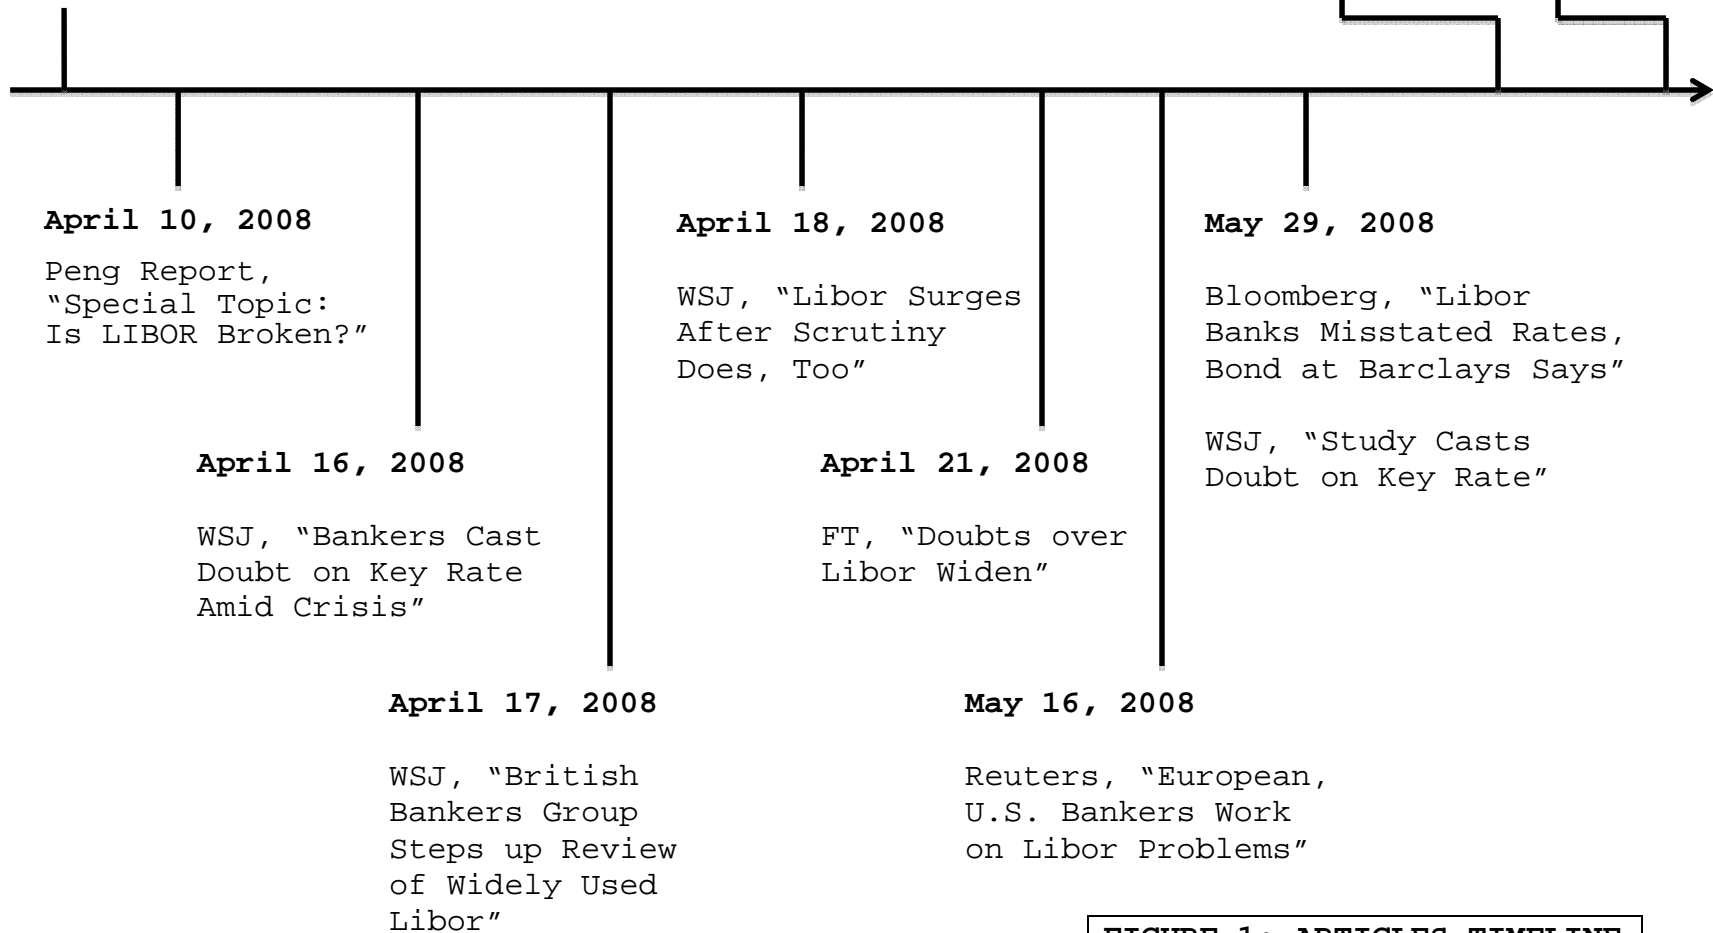 April 10, 2008
Peng Report,
“Special Topic:
Is LIBOR Broken?”
April 16, 2008
WSJ, “Bankers Cast
Doubt on Key Rate
Amid Crisis”
April 17, 2008
WSJ, “British
Bankers Group
Steps up Review
of Widely Used
Libor”
April 18, 2008
WSJ, “Libor Surges
After Scrutiny
Does, Too”
April 21, 2008
FT, “Doubts over
Libor Widen”
May 16, 2008
Reuters, “European,
U.S. Bankers Work
on Libor Problems”
May 29, 2008
Bloomberg, “Libor
Banks Misstated Rates,
Bond at Barclays Says”
WSJ, “Study Casts
Doubt on Key Rate”
FIGURE 1: ARTICLES TIMELINE